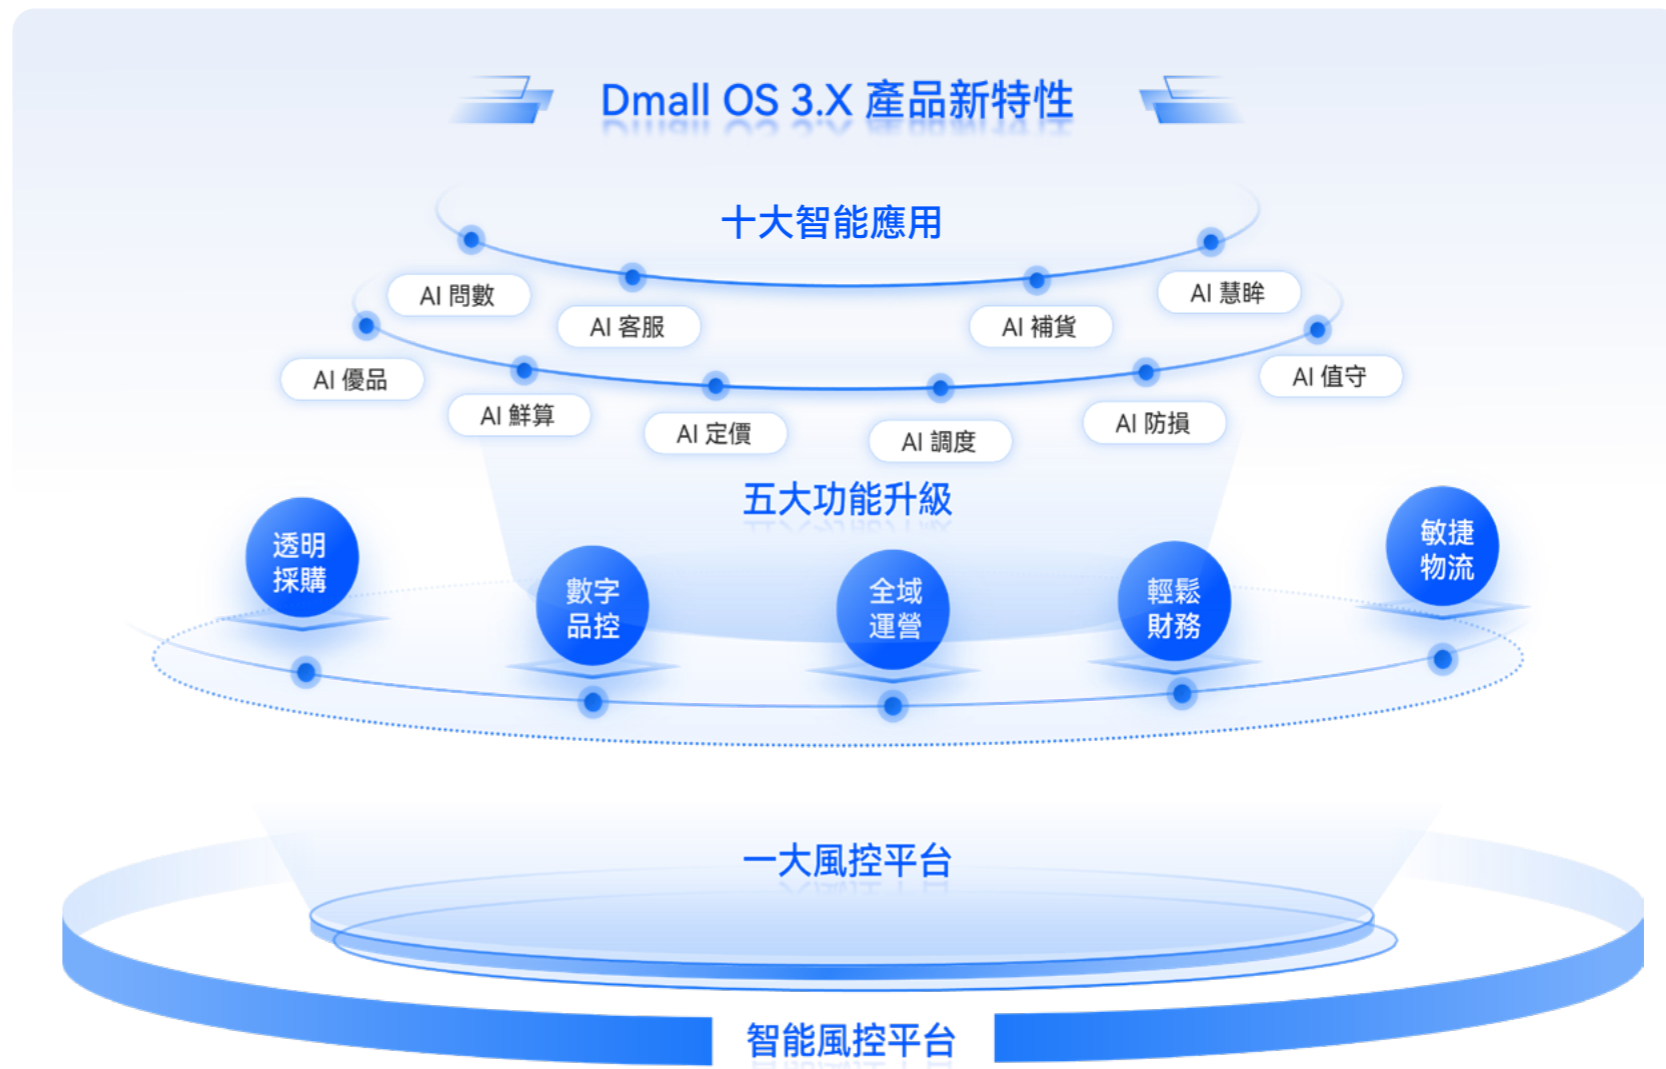 Dmall OS 3.X 產品新特性
十大智能應用
AI 問數
AI 客服
AI 補貨
AI 慧眸
AI 優品
AI 鮮算
AI 定價
AI 調度
AI 防損
AI 值守
五大功能升級
透明
採購
數字
品控
全域
運營
輕鬆
財務
敏捷
物流
一大風控平台
智能風控平台